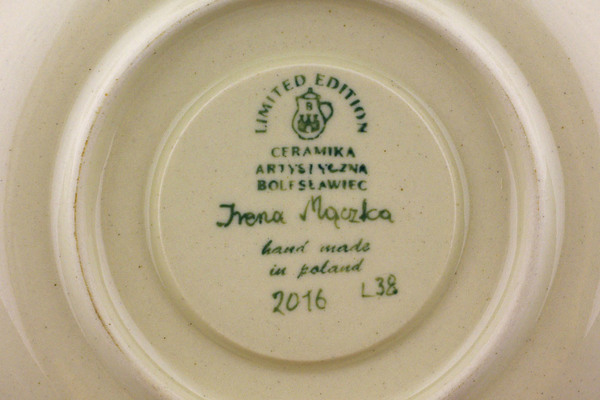 LIMITED EDITION
B
CERAMIKA
ARTYSTYCZNA
BOLESŁAWIEC
Irena Mączka
hand made
in poland
2016 L38